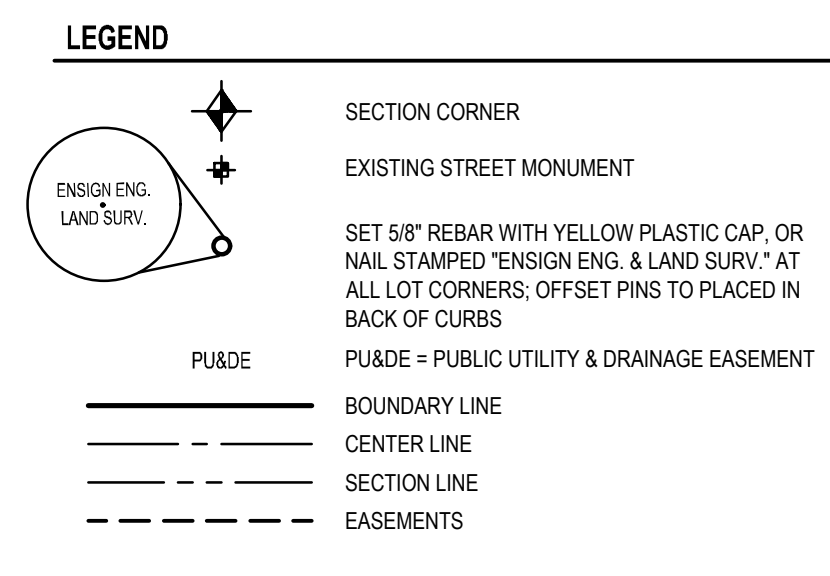 LEGEND
SECTION CORNER
EXISTING STREET MONUMENT
ENSIGN ENG.
LAND SURV.
SET 5/8" REBAR WITH YELLOW PLASTIC CAP, OR
NAIL STAMPED "ENSIGN ENG. & LAND SURV." AT
ALL LOT CORNERS; OFFSET PINS TO PLACED IN
BACK OF CURBS
PU&DE PU&DE = PUBLIC UTILITY & DRAINAGE EASEMENT
BOUNDARY LINE
CENTER LINE
SECTION LINE
EASEMENTS